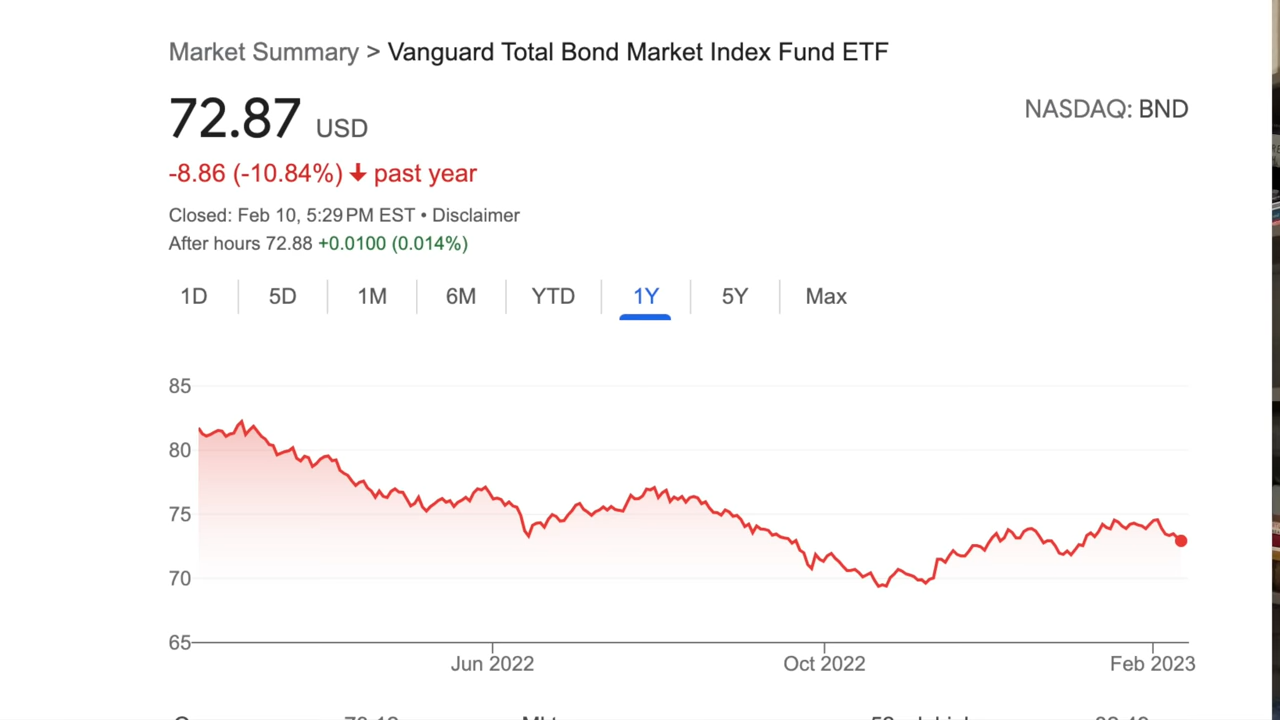 Market Summary > Vanguard Total Bond Market Index Fund ETF
72.87 USD
NASDAQ: BND
-8.86 (-10.84%) ↓ past year
Closed: Feb 10, 5:29 PM EST • Disclaimer
After hours 72.88 +0.0100 (0.014%)
1D 5D 1M 6M YTD 1Y 5Y Max
85
80
75
70
65
Jun 2022 Oct 2022 Feb 2023